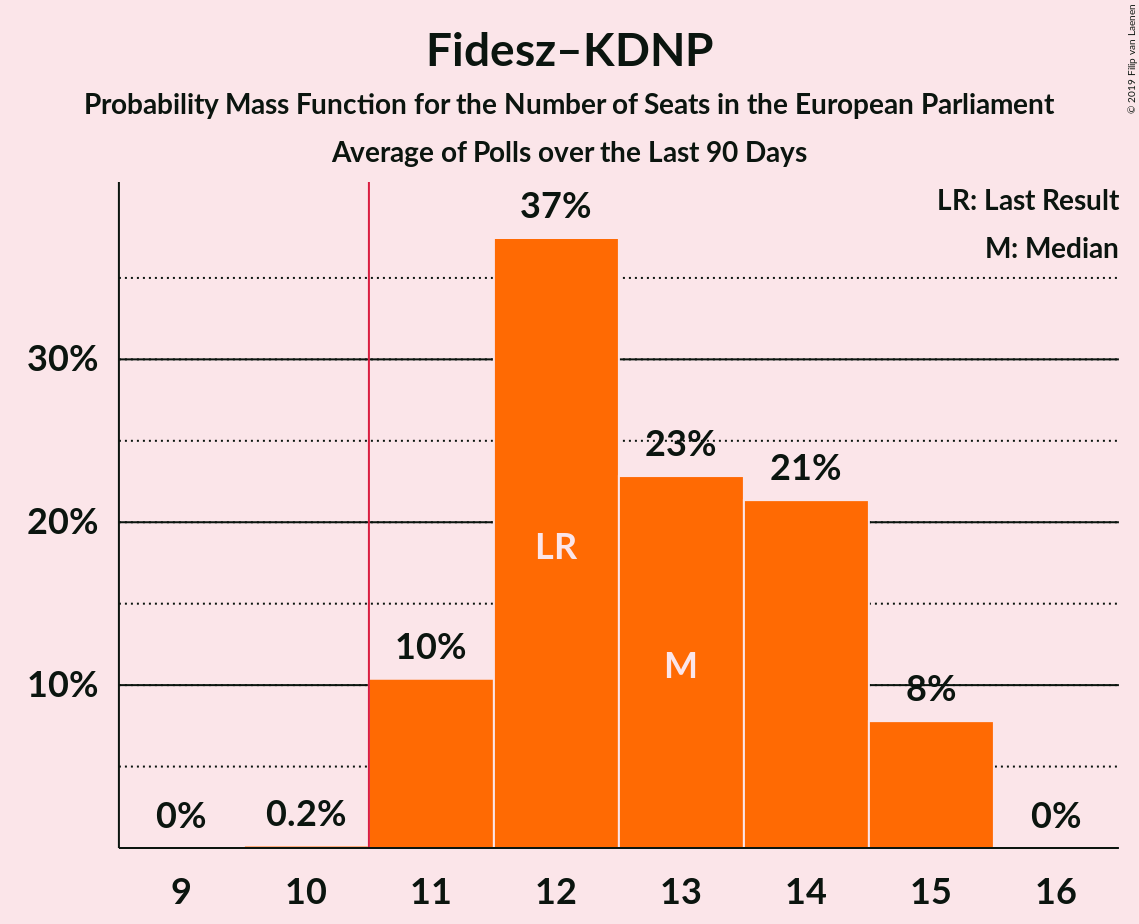 Fidesz–KDNP
Probability Mass Function for the Number of Seats in the European Parliament
Average of Polls over the Last 90 Days
© 2019 Filip van Laenen
LR: Last Result
M: Median
37%
30%
23%
21%
20%
LR
10%
M
10%
8%
0%
0.2%
0%
9 10 11 12 13 14 15 16